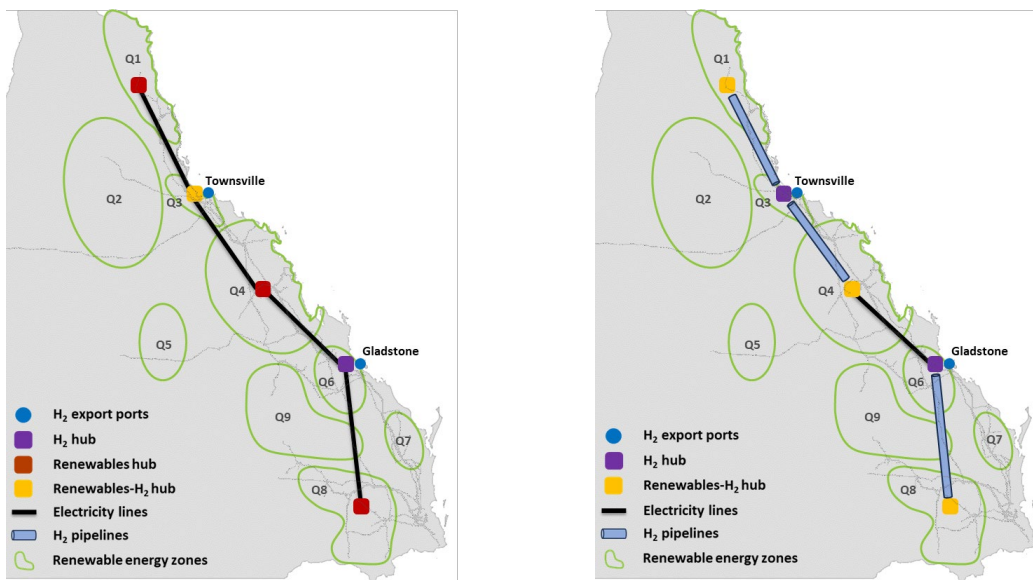 Q1
Townsville
Q2
Q3
Q4
Q5
Gladstone
Q6
Q9
Q7
Q8
H₂ export ports
H₂ hub
Renewables hub
Renewables-H₂ hub
Electricity lines
H₂ pipelines
Renewable energy zones
Q1
Townsville
Q2
Q3
Q4
Q5
Gladstone
Q6
Q9
Q7
Q8
H₂ export ports
H₂ hub
Renewables-H₂ hub
Electricity lines
H₂ pipelines
Renewable energy zones